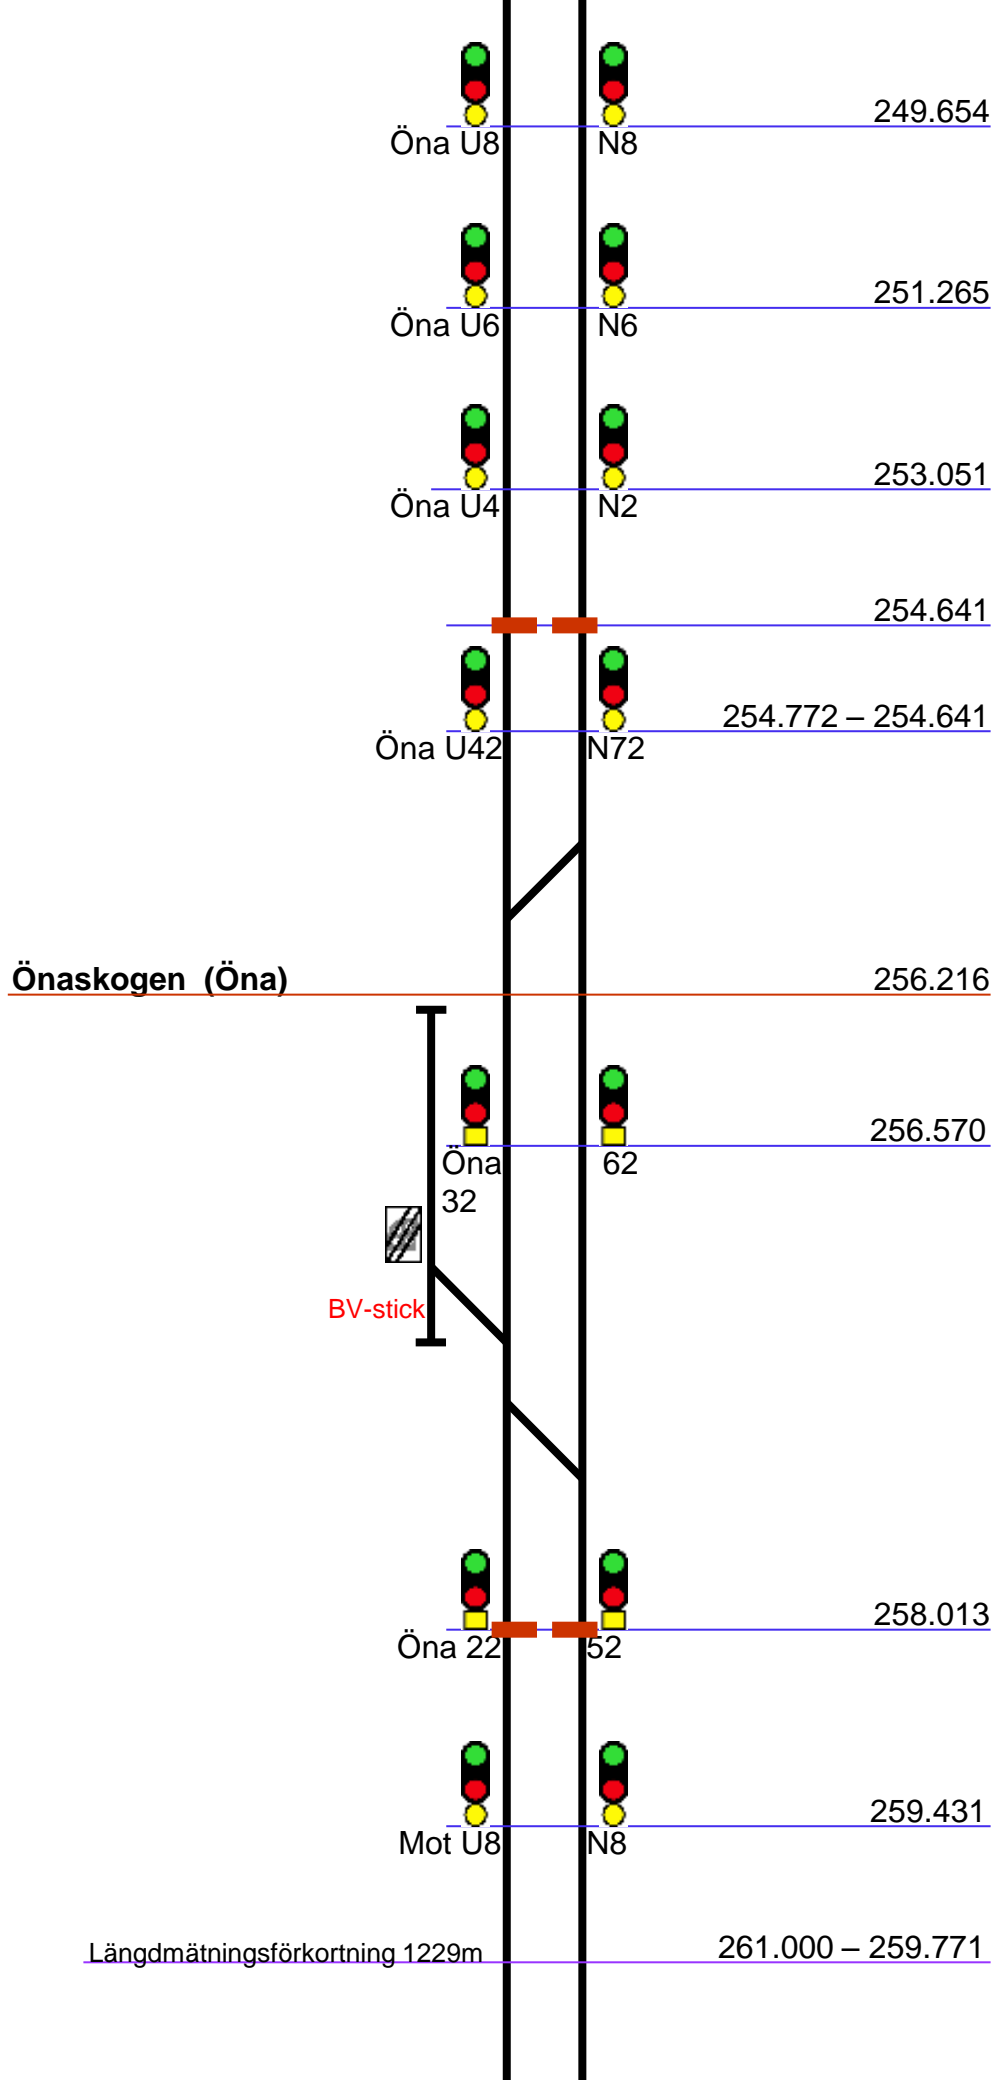 249.654
Öna U8 N8
251.265
Öna U6 N6
253.051
Öna U4 N2
254.641
254.772 – 254.641
Öna U42 N72
Önaskogen (Öna) 256.216
256.570
Öna 62
32
BV-stick
258.013
Öna 22 52
259.431
Mot U8 N8
Längdmätningsförkortning 1229m 261.000 – 259.771